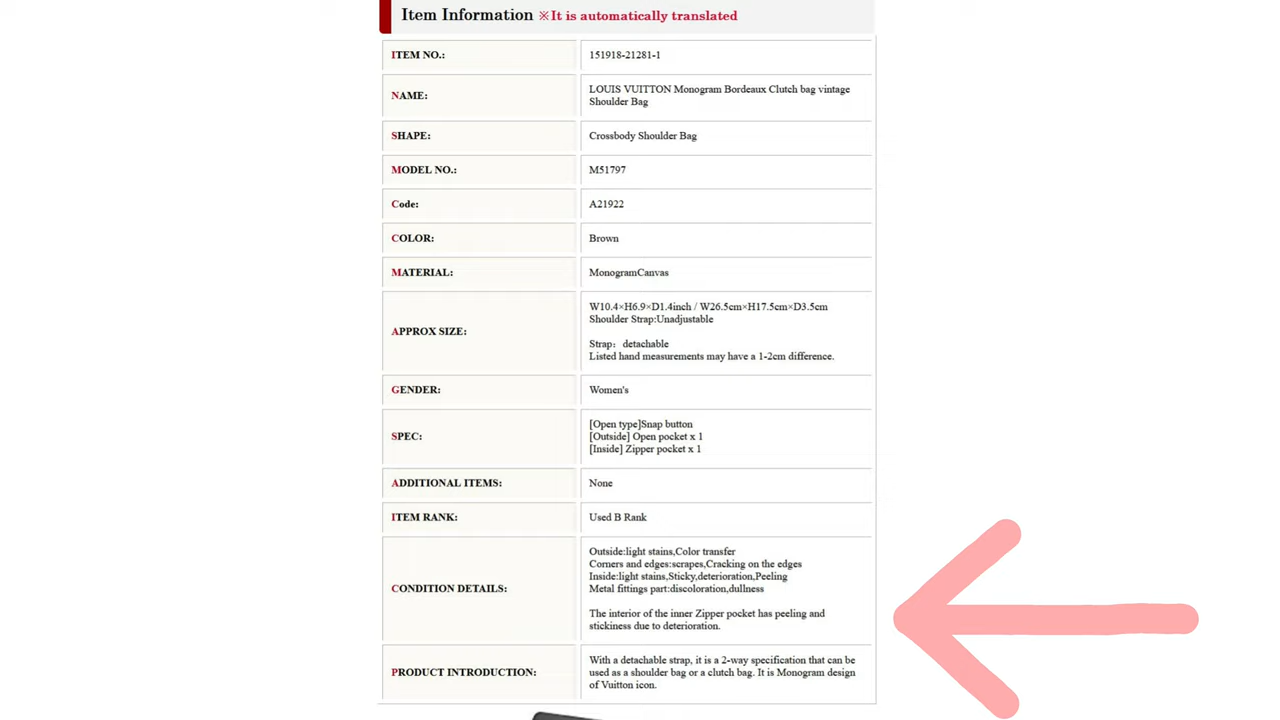 Item Information ※It is automatically translated
ITEM NO.: 151918-21281-1
NAME: LOUIS VUITTON Monogram Bordeaux Clutch bag vintage
Shoulder Bag
SHAPE: Crossbody Shoulder Bag
MODEL NO.: M51797
Code: A21922
COLOR: Brown
MATERIAL: MonogramCanvas
APPROX SIZE: W10.4×H6.9×D1.4inch / W26.5cm×H17.5cm×D3.5cm
Shoulder Strap:Unadjustable
Strap： detachable
Listed hand measurements may have a 1-2cm difference.
GENDER: Women's
SPEC: [Open type]Snap button
[Outside] Open pocket x 1
[Inside] Zipper pocket x 1
ADDITIONAL ITEMS: None
ITEM RANK: Used B Rank
CONDITION DETAILS: Outside:light stains,Color transfer
Corners and edges:scrapes,Cracking on the edges
Inside:light stains,Sticky,deterioration,Peeling
Metal fittings part:discoloration,dullness
The interior of the inner Zipper pocket has peeling and
stickiness due to deterioration.
PRODUCT INTRODUCTION: With a detachable strap, it is a 2-way specification that can be
used as a shoulder bag or a clutch bag. It is Monogram design
of Vuitton icon.